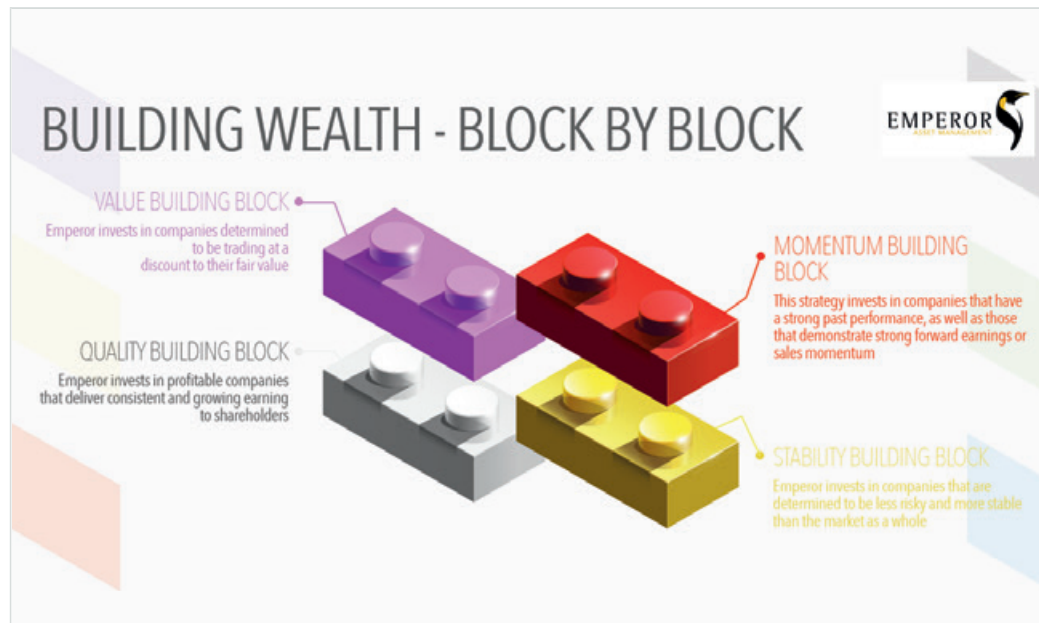 BUILDING WEALTH - BLOCK BY BLOCK
EMPEROR
ASSET MANAGEMENT
VALUE BUILDING BLOCK
Emperor invests in companies determined
to be trading at a
discount to their fair value
MOMENTUM BUILDING
BLOCK
This strategy invests in companies that have
a strong past performance, as well as those
that demonstrate strong forward earnings or
sales momentum
QUALITY BUILDING BLOCK
Emperor invests in profitable companies
that deliver consistent and growing earning
to shareholders
STABILITY BUILDING BLOCK
Emperor invests in companies that are
determined to be less risky and more stable
than the market as a whole